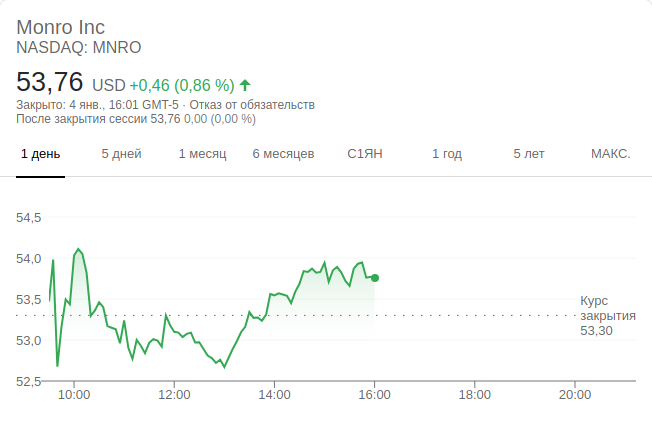 Monro Inc
NASDAQ: MNRO
53,76 USD +0,46 (0,86 %)
Закрыто: 4 янв., 16:01 GMT-5 · Отказ от обязательств
После закрытия сессии 53,76 0,00 (0,00 %)
1 день 5 дней 1 месяц 6 месяцев С1ЯН 1 год 5 лет МАКС.
54,5
54,0
53,5
53,0
52,5
Курс
закрытия
53,30
10:00 12:00 14:00 16:00 18:00 20:00